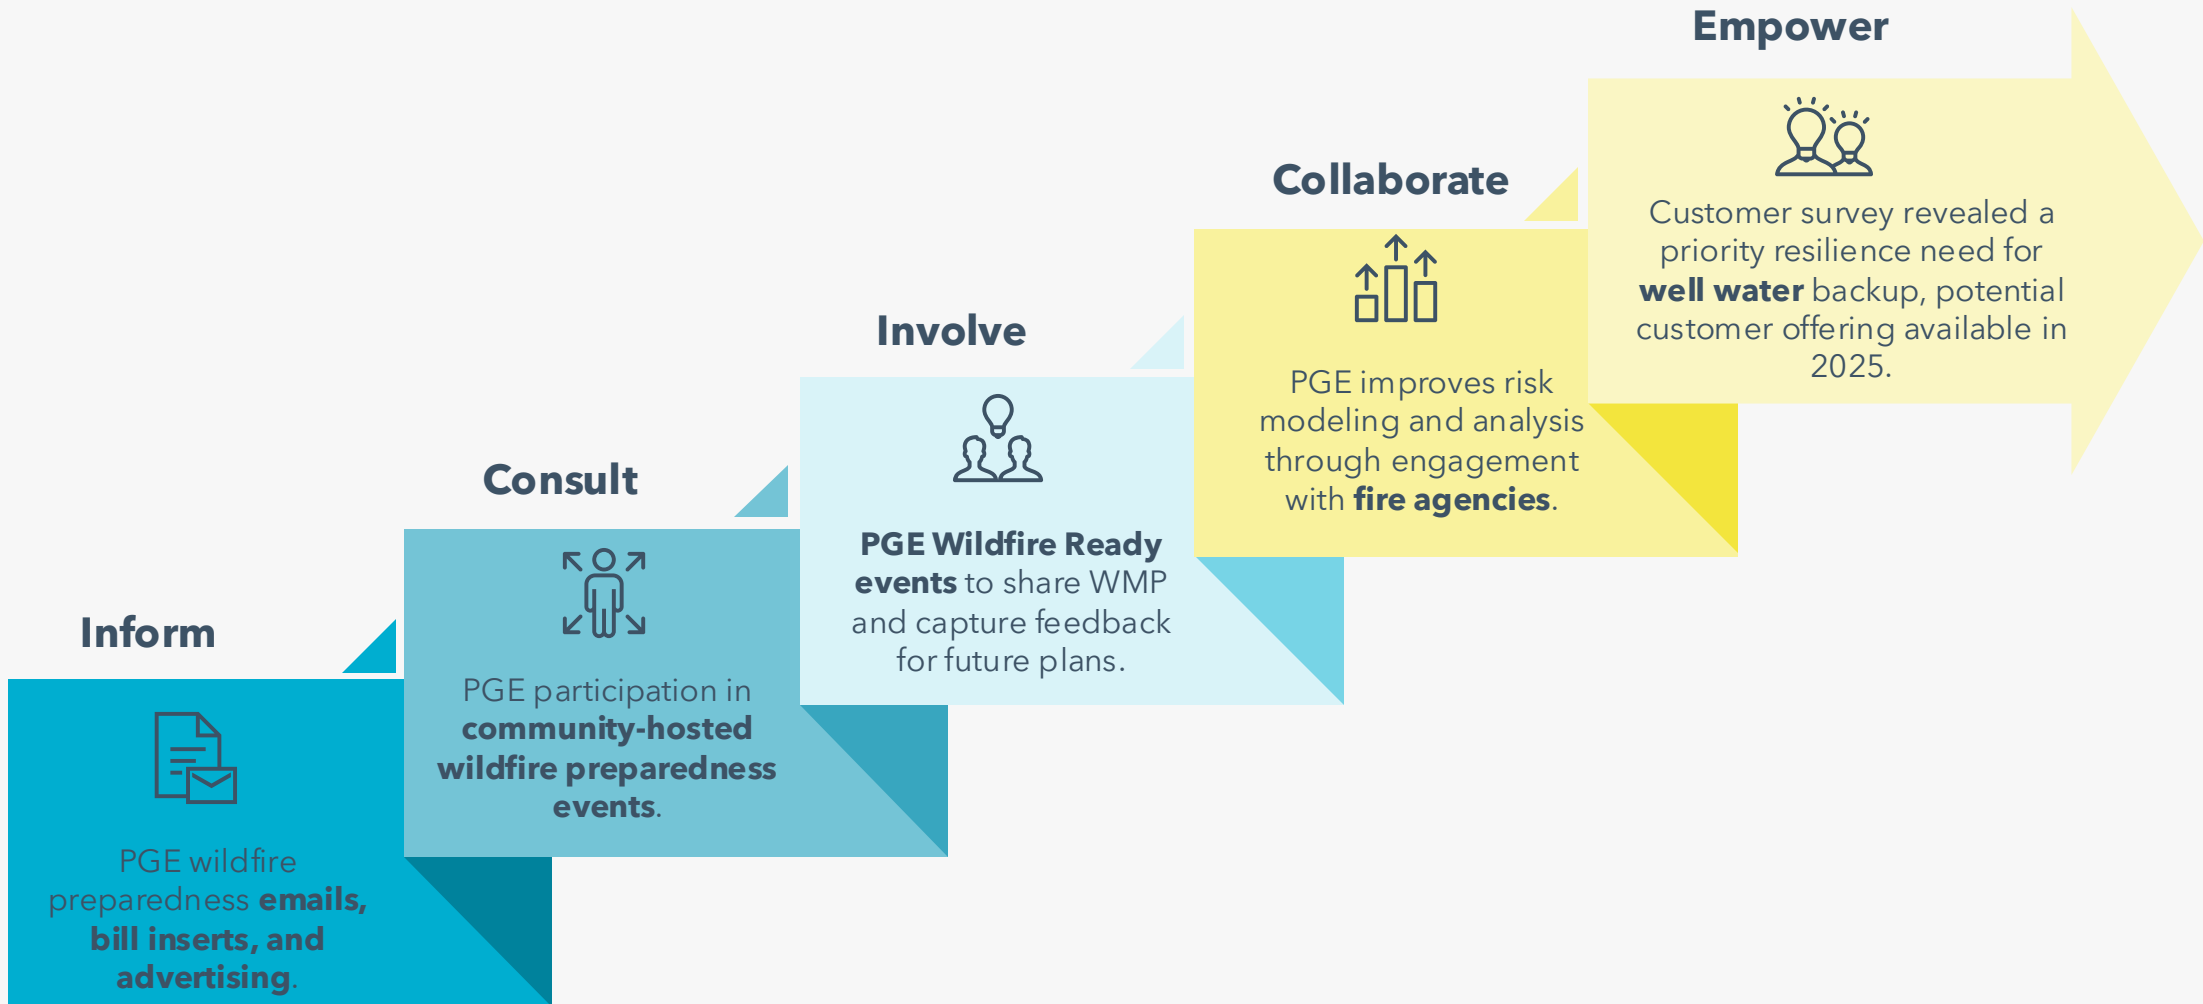 Inform
PGE wildfire
preparedness emails,
bill inserts, and
advertising.
Consult
PGE participation in
community-hosted
wildfire preparedness
events.
Involve
PGE Wildfire Ready
events to share WMP
and capture feedback
for future plans.
Collaborate
PGE improves risk
modeling and analysis
through engagement
with fire agencies.
Empower
Customer survey revealed a
priority resilience need for
well water backup, potential
customer offering available in
2025.